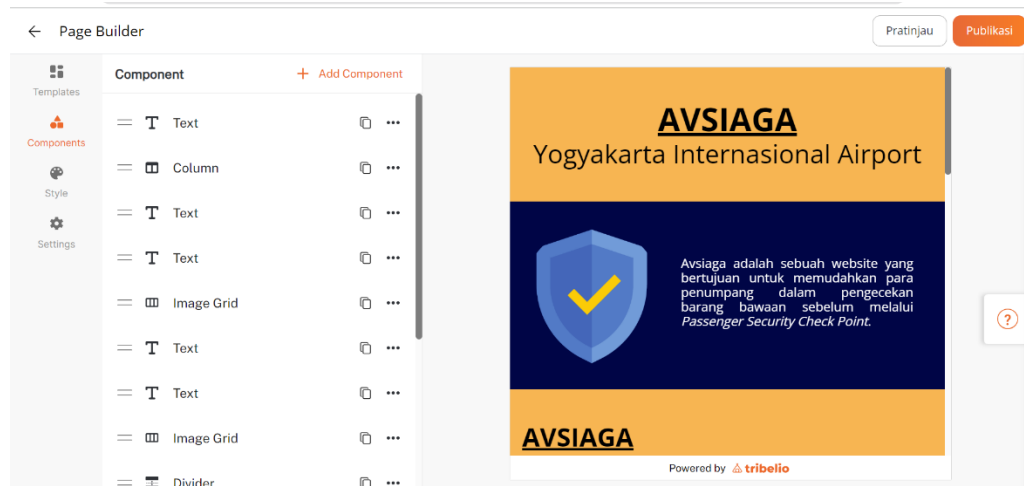 Page Builder
Pratinjau
Publikasi
Templates
Components
Style
Settings
Component
+ Add Component
Text
Column
Text
Text
Image Grid
Text
Text
Image Grid
Divider
AVSIAGA
Yogyakarta Internasional Airport
Avsiaga adalah sebuah website yang
bertujuan untuk memudahkan para
penumpang dalam pengecekan
barang bawaan sebelum melalui
Passenger Security Check Point.
AVSIAGA
Powered by tribelio
?